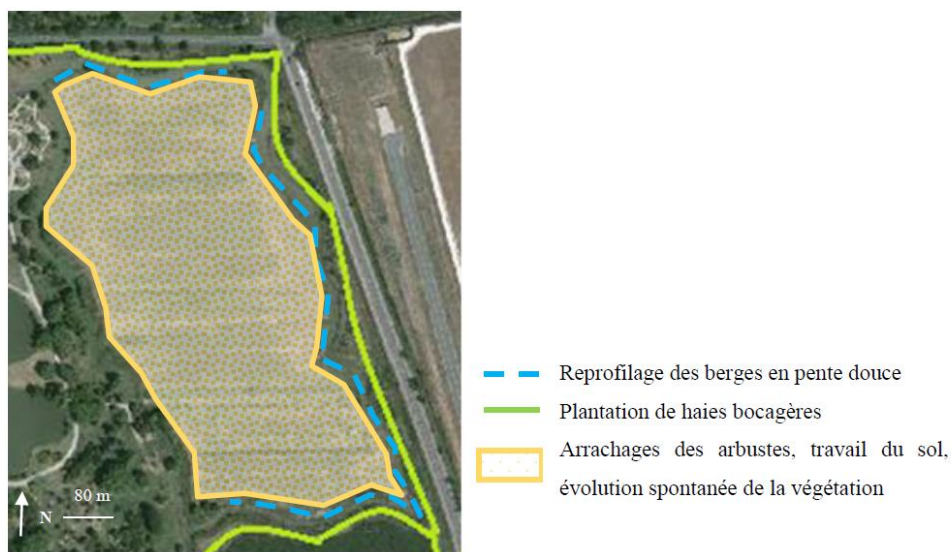 Reprofilage des berges en pente douce
Plantation de haies bocagères
Arrachages des arbustes, travail du sol,
évolution spontanée de la végétation
80 m
N